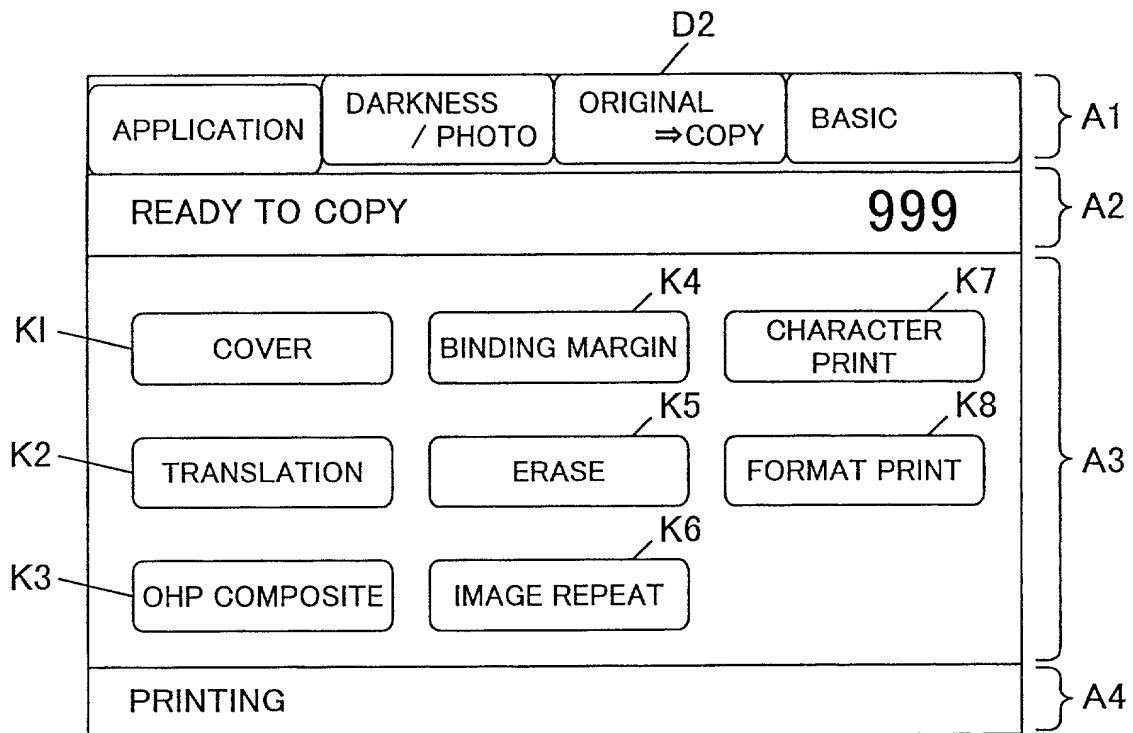 D2
APPLICATION
DARKNESS
/ PHOTO
ORIGINAL
⇒COPY
BASIC
A1
READY TO COPY
999
A2
K4
K7
K1
COVER
BINDING MARGIN
CHARACTER
PRINT
K5
K8
K2
TRANSLATION
ERASE
FORMAT PRINT
A3
K6
K3
OHP COMPOSITE
IMAGE REPEAT
PRINTING
A4